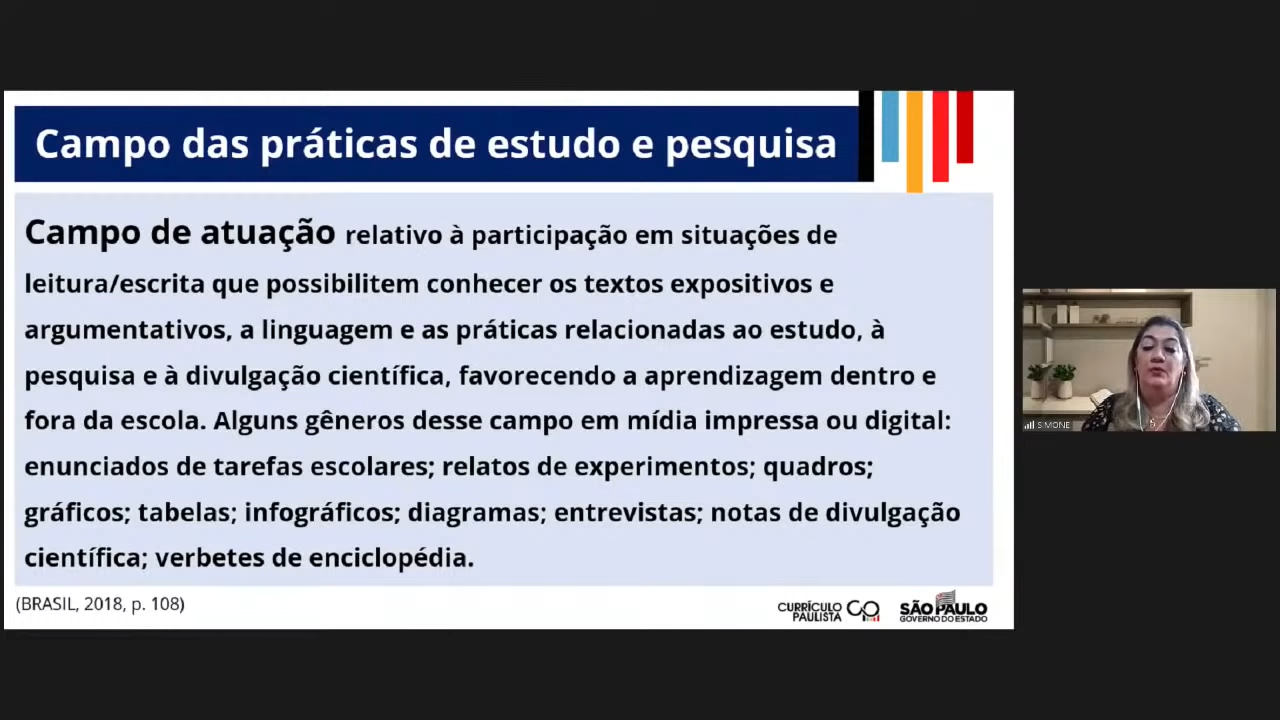 Campo das práticas de estudo e pesquisa
Campo de atuação relativo à participação em situações de
leitura/escrita que possibilitem conhecer os textos expositivos e
argumentativos, a linguagem e as práticas relacionadas ao estudo, à
pesquisa e à divulgação científica, favorecendo a aprendizagem dentro e
fora da escola. Alguns gêneros desse campo em mídia impressa ou digital:
enunciados de tarefas escolares; relatos de experimentos; quadros;
gráficos; tabelas; infográficos; diagramas; entrevistas; notas de divulgação
científica; verbetes de enciclopédia.
(BRASIL, 2018, p. 108)
CURRÍCULO
PAULISTA
SÃO PAULO
GOVERNO DO ESTADO
SIMONE